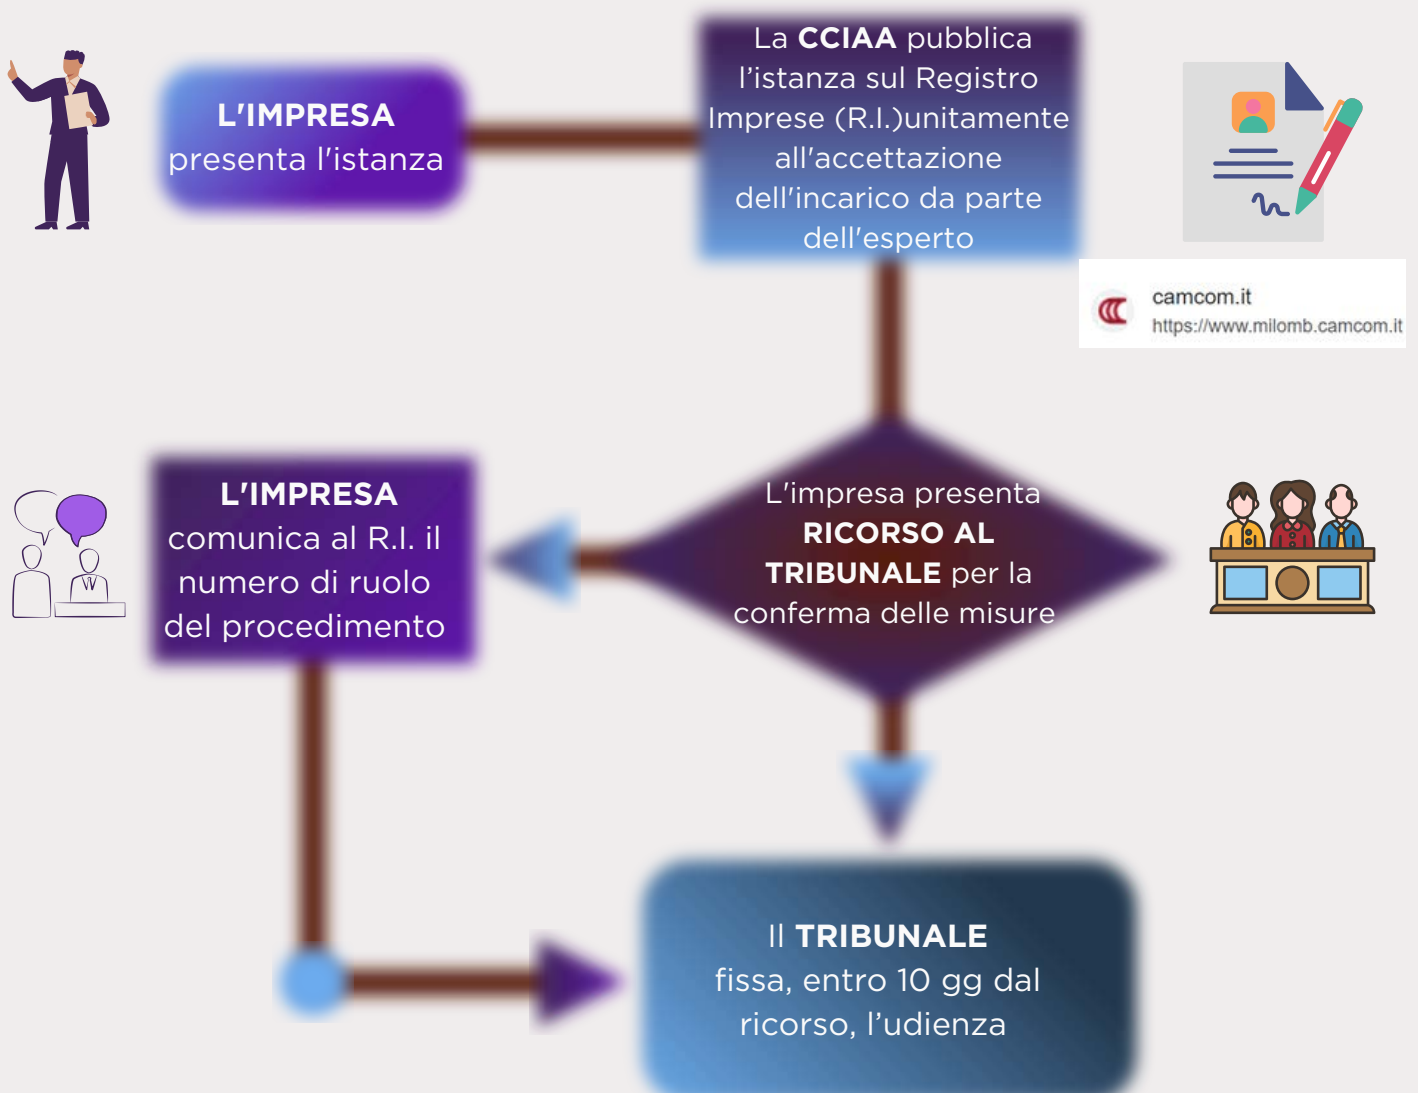 L'IMPRESA
presenta l'istanza
La CCIAA pubblica
l’istanza sul Registro
Imprese (R.I.)unitamente
all'accettazione
dell'incarico da parte
dell'esperto
camcom.it
https://www.milomb.camcom.it
L'impresa presenta
RICORSO AL
TRIBUNALE per la
conferma delle misure
L'IMPRESA
comunica al R.I. il
numero di ruolo
del procedimento
Il TRIBUNALE
fissa, entro 10 gg dal
ricorso, l’udienza